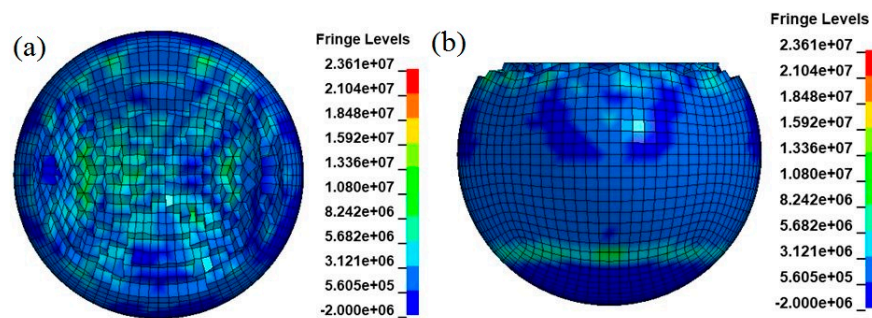 (a)
Fringe Levels
2.361e+07
2.104e+07
1.848e+07
1.592e+07
1.336e+07
1.080e+07
8.242e+06
5.682e+06
3.121e+06
5.605e+05
-2.000e+06
(b)
Fringe Levels
2.361e+07
2.104e+07
1.848e+07
1.592e+07
1.336e+07
1.080e+07
8.242e+06
5.682e+06
3.121e+06
5.605e+05
-2.000e+06